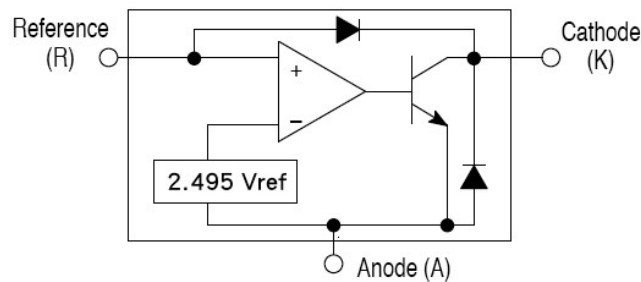 Reference
(R)
Cathode
(K)
+
−
2.495 Vref
Anode (A)